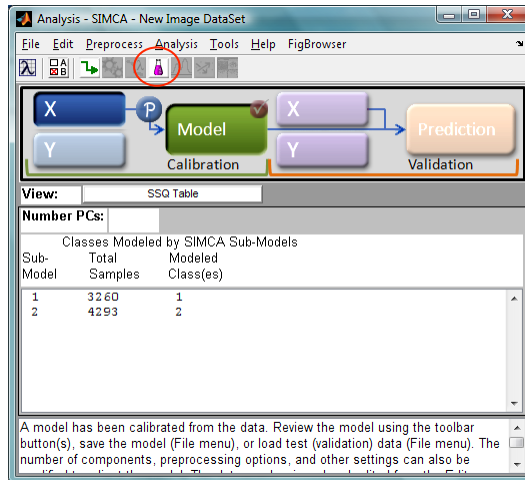 Analysis - SIMCA - New Image DataSet
File Edit Preprocess Analysis Tools Help FigBrowser
X
P
Model
X
Prediction
Y
Y
Calibration
Validation
View: SSQ Table
Number PCs:
Classes Modeled by SIMCA Sub-Models
Sub- Total Modeled
Model Samples Class(es)
1 3260 1
2 4293 2
A model has been calibrated from the data. Review the model using the toolbar
button(s), save the model (File menu), or load test (validation) data (File menu). The
number of components, preprocessing options, and other settings can also be